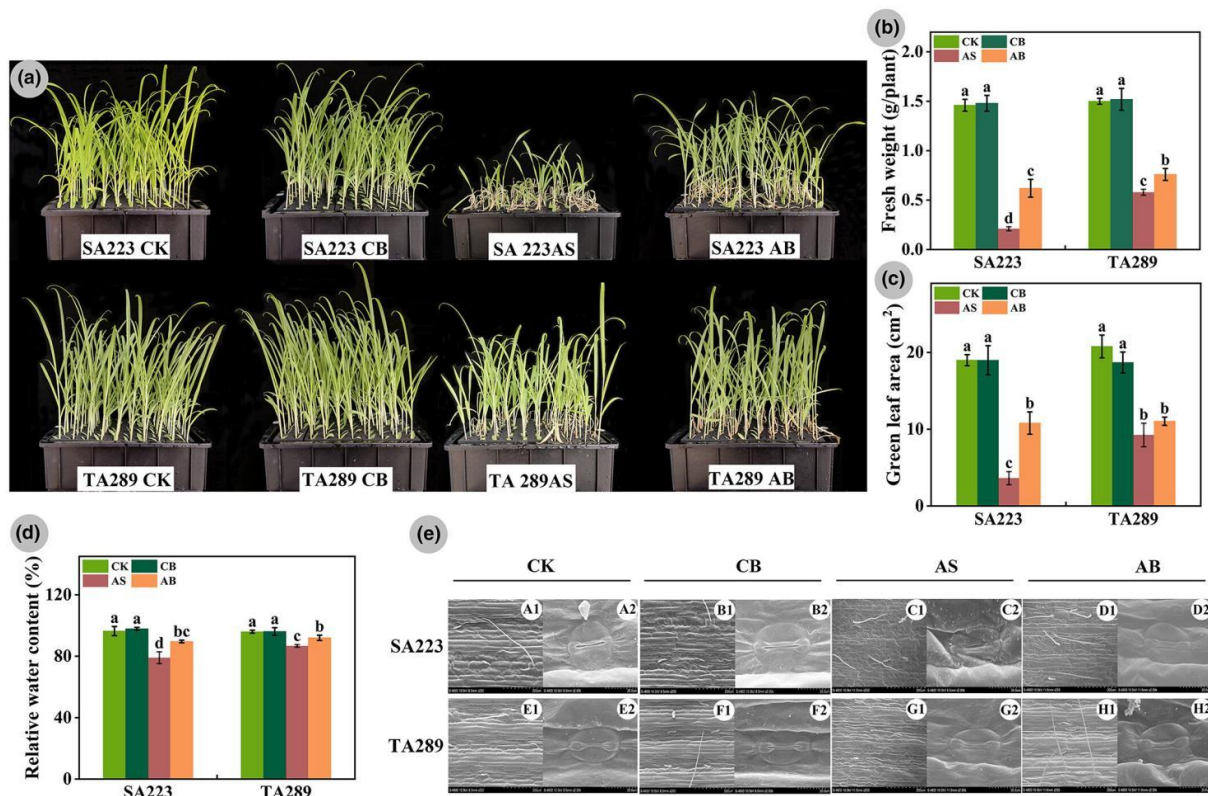 (a)
SA223 CK
SA223 CB
SA 223AS
SA223 AB
TA289 CK
TA289 CB
TA 289AS
TA289 AB
(b)
Fresh weight (g/plant)
2.0
1.5
1.0
0.5
0.0
CK CB
AS AB
a a d c
a a c b
SA223 TA289
(c)
Green leaf area (cm²)
20
10
0
CK CB
AS AB
a a c b
a a b b
SA223 TA289
(d)
Relative water content (%)
120
80
40
0
CK CB
AS AB
a a d bc
a a c b
SA223 TA289
(e)
CK CB AS AB
SA223
A1 A2 B1 B2 C1 C2 D1 D2
TA289
E1 E2 F1 F2 G1 G2 H1 H2